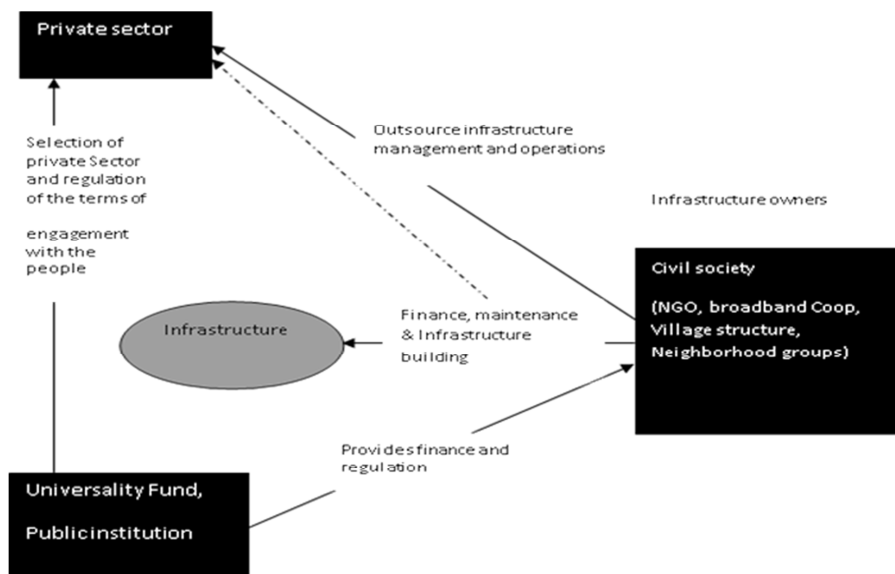 Private sector
Selection of
private Sector
and regulation
of the terms of
engagement
with the
people
Outsource infrastructure
management and operations
Infrastructure owners
Civil society
(NGO, broadband Coop,
Village structure,
Neighborhood groups)
Infrastructure
Finance, maintenance
& Infrastructure
building
Provides finance and
regulation
Universality Fund,
Public institution